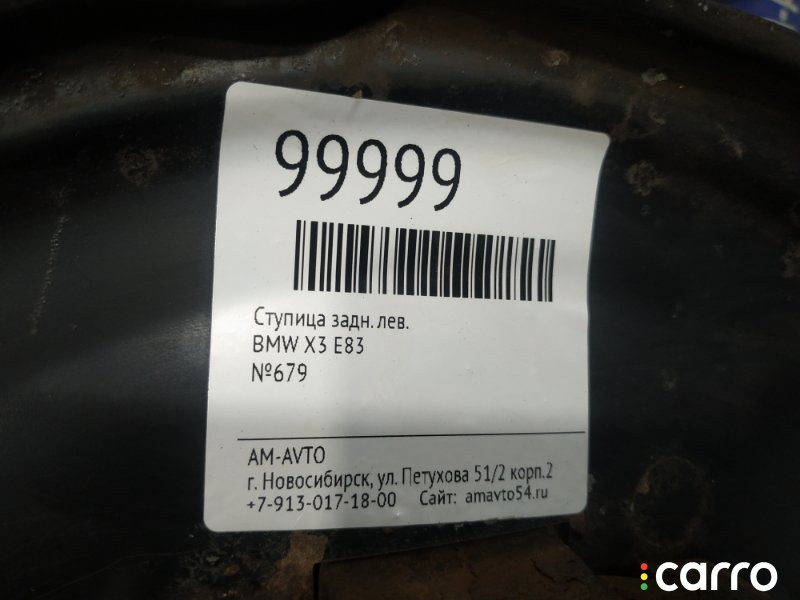 99999
Ступица задн. лев.
BMW X3 E83
№679
AM-AVTO
г. Новосибирск, ул. Петухова 51/2 корп.2
+7-913-017-18-00 Сайт: amavto54.ru
carro